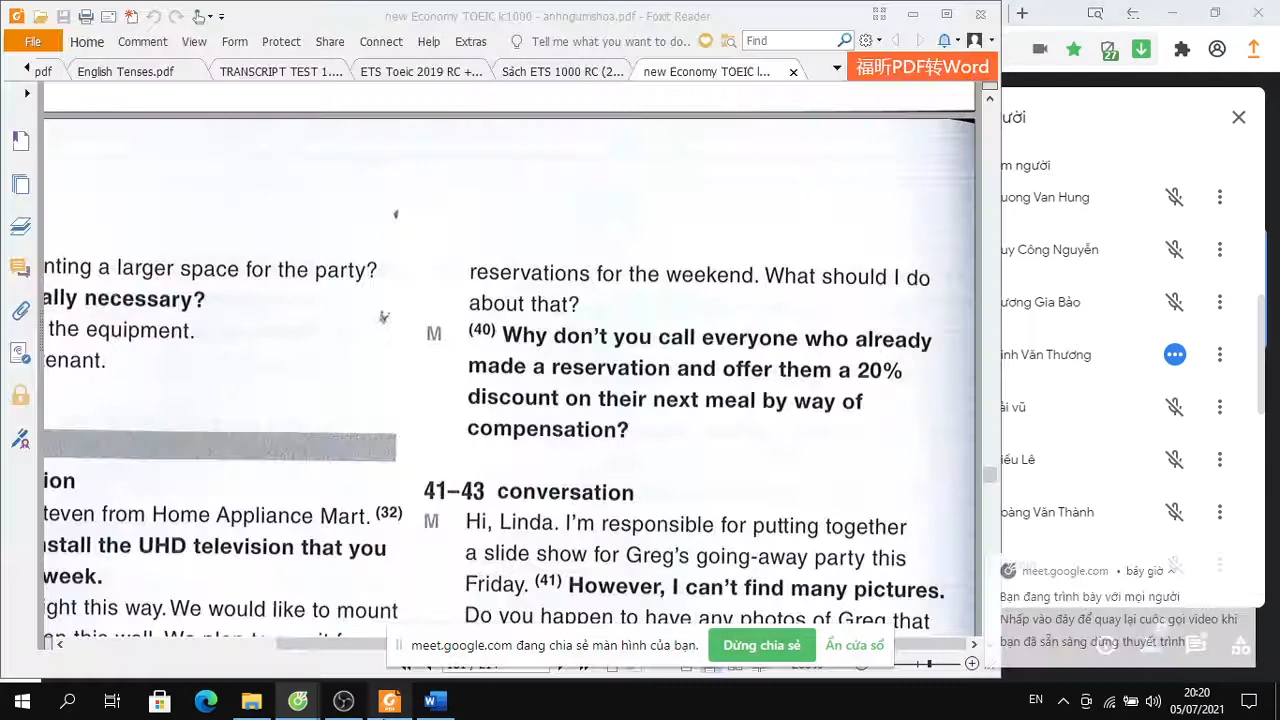 new Economy TOEIC lc1000 - anhngumshoa.pdf - Foxit Reader
File Home Comment View Form Protect Share Connect Help Extras Tell me what you want to do.. Find
pdf English Tenses.pdf TRANSCRIPT TEST 1.... ETS Toeic 2019 RC +... Sách ETS 1000 RC (2... new Economy TOEIC l... 福昕PDF转Word
27
nting a larger space for the party?
ally necessary?
the equipment.
enant.
ion
teven from Home Appliance Mart. (32)
nstall the UHD television that you
week.
ight this way. We would like to mount
reservations for the weekend. What should I do
about that?
M (40) Why don't you call everyone who already
made a reservation and offer them a 20%
discount on their next meal by way of
compensation?
41–43 conversation
M Hi, Linda. I'm responsible for putting together
a slide show for Greg's going-away party this
Friday. (41) However, I can't find many pictures.
Do you happen to have any photos of Greg that
meet.google.com đang chia sẻ màn hình của bạn. Dừng chia sẻ Ẩn cửa sổ
ười
m người
uong Van Hung
uy Công Nguyễn
ương Gia Bảo
inh Văn Thương
ải vũ
iếu Lê
oàng Văn Thành
meet.google.com • bây giờ
Bạn đang trình bày với mọi người
Nhấp vào đây để quay lại cuộc gọi video khi
bạn đã sẵn sàng dừng thuyết trình
EN
20:20
05/07/2021